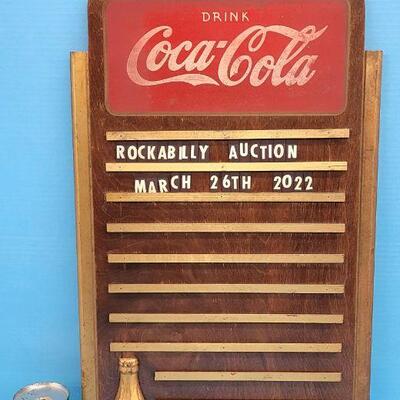 DRINK
Coca-Cola
ROCKABILLY AUCTION
MARCH 26TH 2022